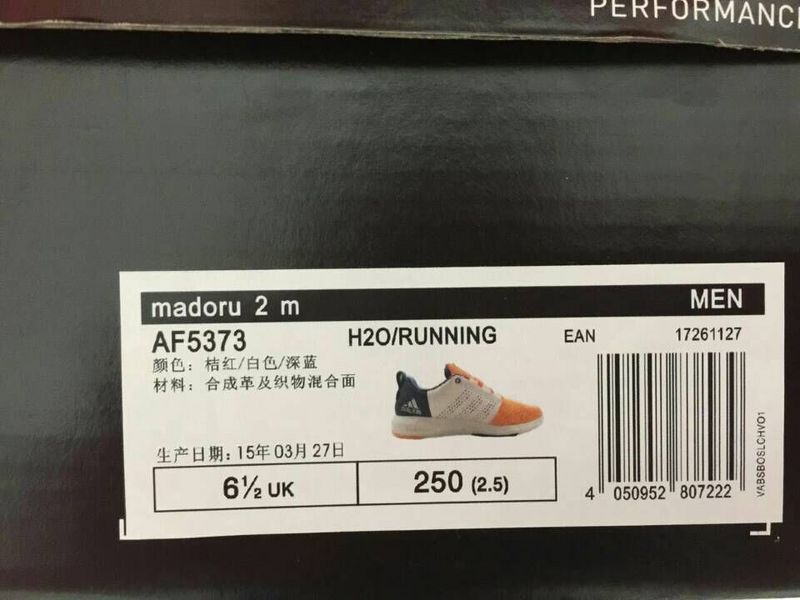 PERFORMANC
madoru 2 m MEN
AF5373 H2O/RUNNING EAN 17261127
颜色：桔红/白色/深蓝
材料：合成革及织物混合面
生产日期：15年03月27日
6½ UK 250 (2.5)
4 050952 807222
VABSBOSLCHVO1